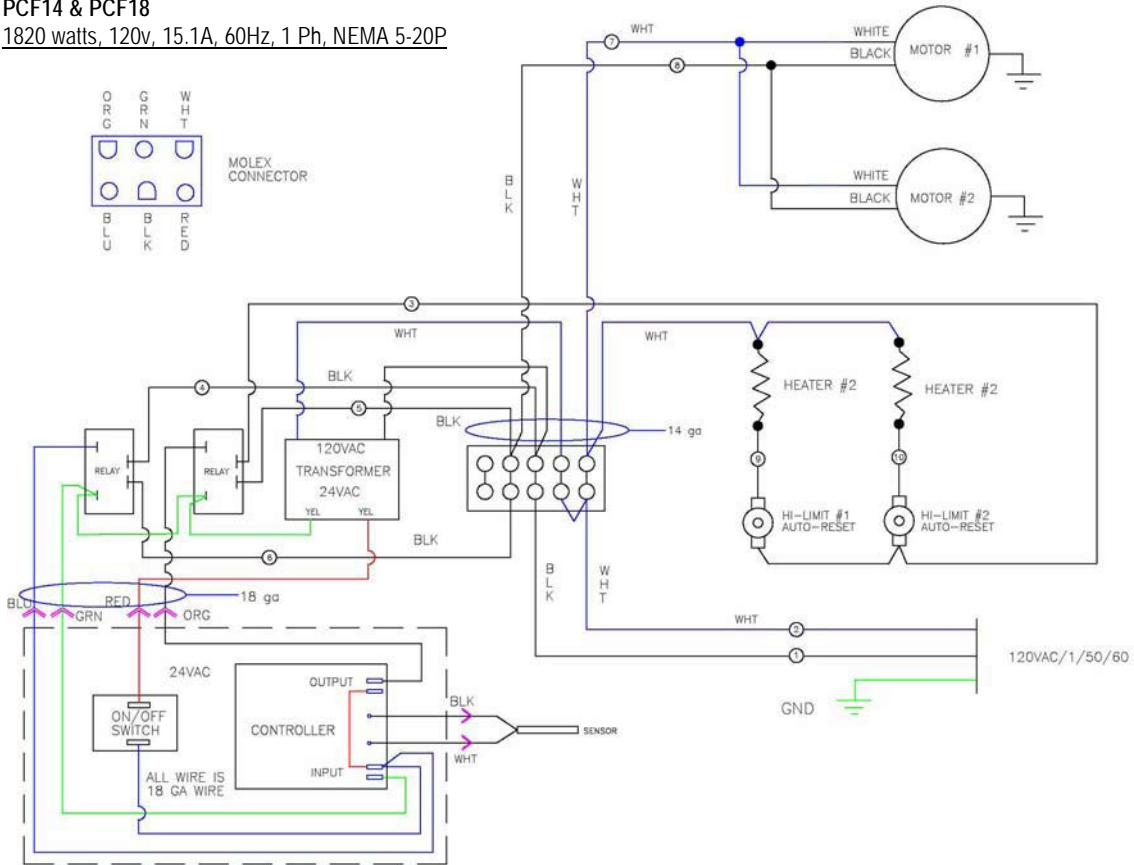 PCF14 & PCF18
1820 watts, 120v, 15.1A, 60Hz, 1 Ph, NEMA 5-20P
ORG
GRN
WHT
MOLEX
CONNECTOR
BLU
BLK
RED
7
WHT
WHITE
BLACK
MOTOR #1
8
BLK
WHT
WHITE
BLACK
MOTOR #2
3
WHT
WHT
4
BLK
5
BLK
14 ga
HEATER #2
HEATER #2
RELAY
RELAY
120VAC
TRANSFORMER
24VAC
YEL
YEL
9
10
HI-LIMIT #1
AUTO-RESET
HI-LIMIT #2
AUTO-RESET
BLK
6
BLK
WHT
BLU
GRN
RED
ORG
18 ga
WHT
2
1
120VAC/1/50/60
GND
24VAC
ON/OFF
SWITCH
OUTPUT
CONTROLLER
INPUT
BLK
WHT
SENSOR
ALL WIRE IS
18 GA WIRE